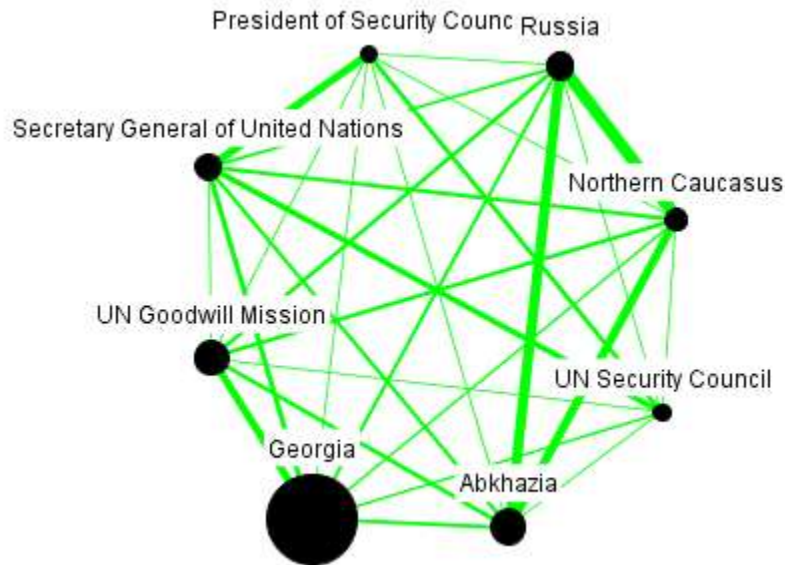 President of Security Counc
Russia
Secretary General of United Nations
Northern Caucasus
UN Goodwill Mission
UN Security Council
Georgia
Abkhazia